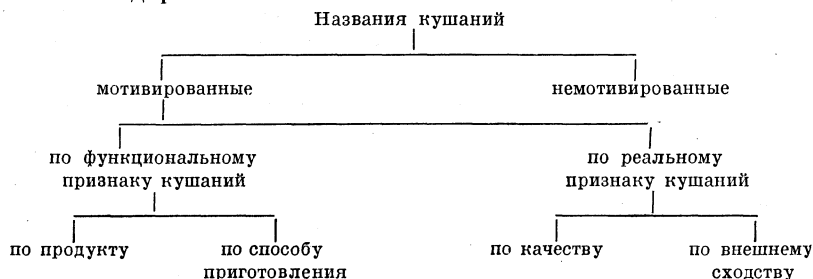 Названия кушаний
мотивированные немотивированные
по функциональному по реальному
признаку кушаний признаку кушаний
по продукту по способу по качеству по внешнему
приготовления сходству